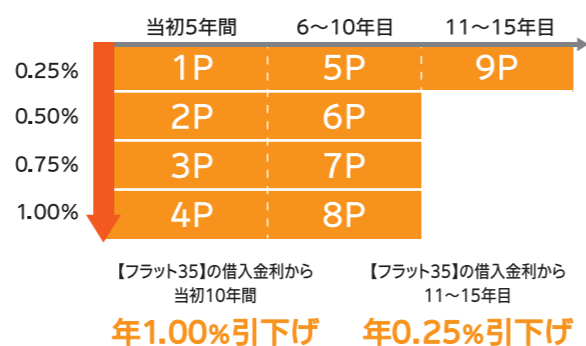 当初5年間 6～10年目 11～15年目
0.25% 1P 5P 9P
0.50% 2P 6P
0.75% 3P 7P
1.00% 4P 8P
【フラット35】の借入金利から
当初10年間
年1.00%引下げ
【フラット35】の借入金利から
11～15年目
年0.25%引下げ